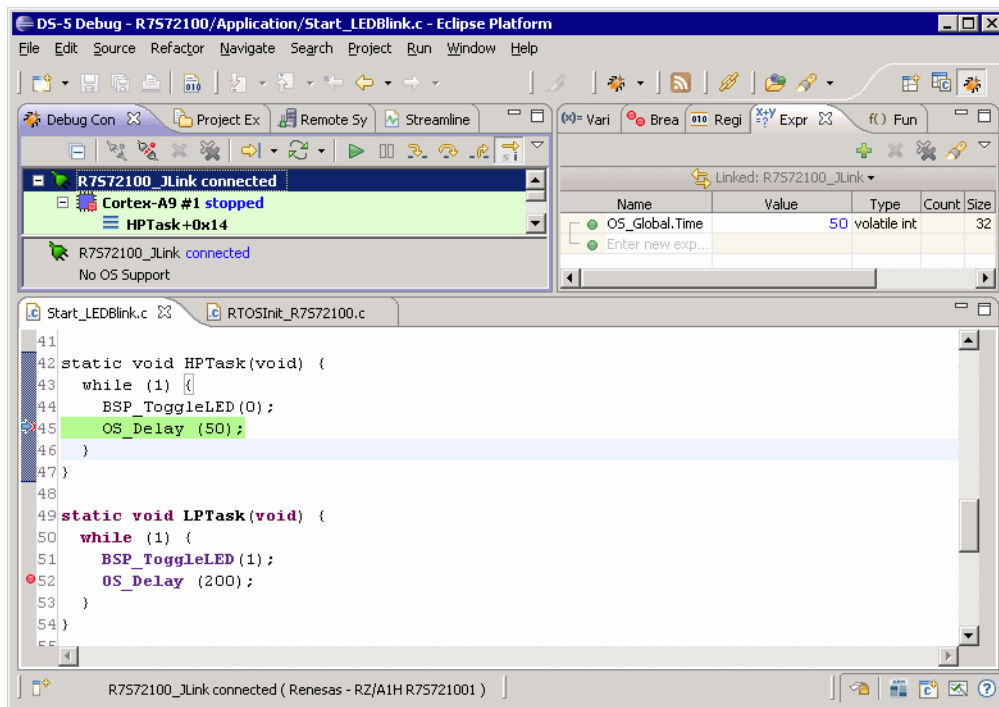 DS-5 Debug - R7S72100/Application/Start_LEDBlink.c - Eclipse Platform
File Edit Source Refactor Navigate Search Project Run Window Help
Debug Con Project Ex Remote Sy Streamline
(x)= Vari Brea Regi Expr f() Fun
R7S72100_JLink connected
Cortex-A9 #1 stopped
HPTask+0x14
R7S72100_JLink connected
No OS Support
Linked: R7S72100_JLink
Name Value Type Count Size
OS_Global.Time 50 volatile int 32
Enter new exp...
Start_LEDBlink.c RTOSInit_R7S72100.c
41
42 static void HPTask(void) {
43 while (1) {
44 BSP_ToggleLED(0);
45 OS_Delay (50);
46 }
47 }
48
49 static void LPTask(void) {
50 while (1) {
51 BSP_ToggleLED(1);
52 OS_Delay (200);
53 }
54 }
55
R7S72100_JLink connected ( Renesas - RZ/A1H R7S721001 )